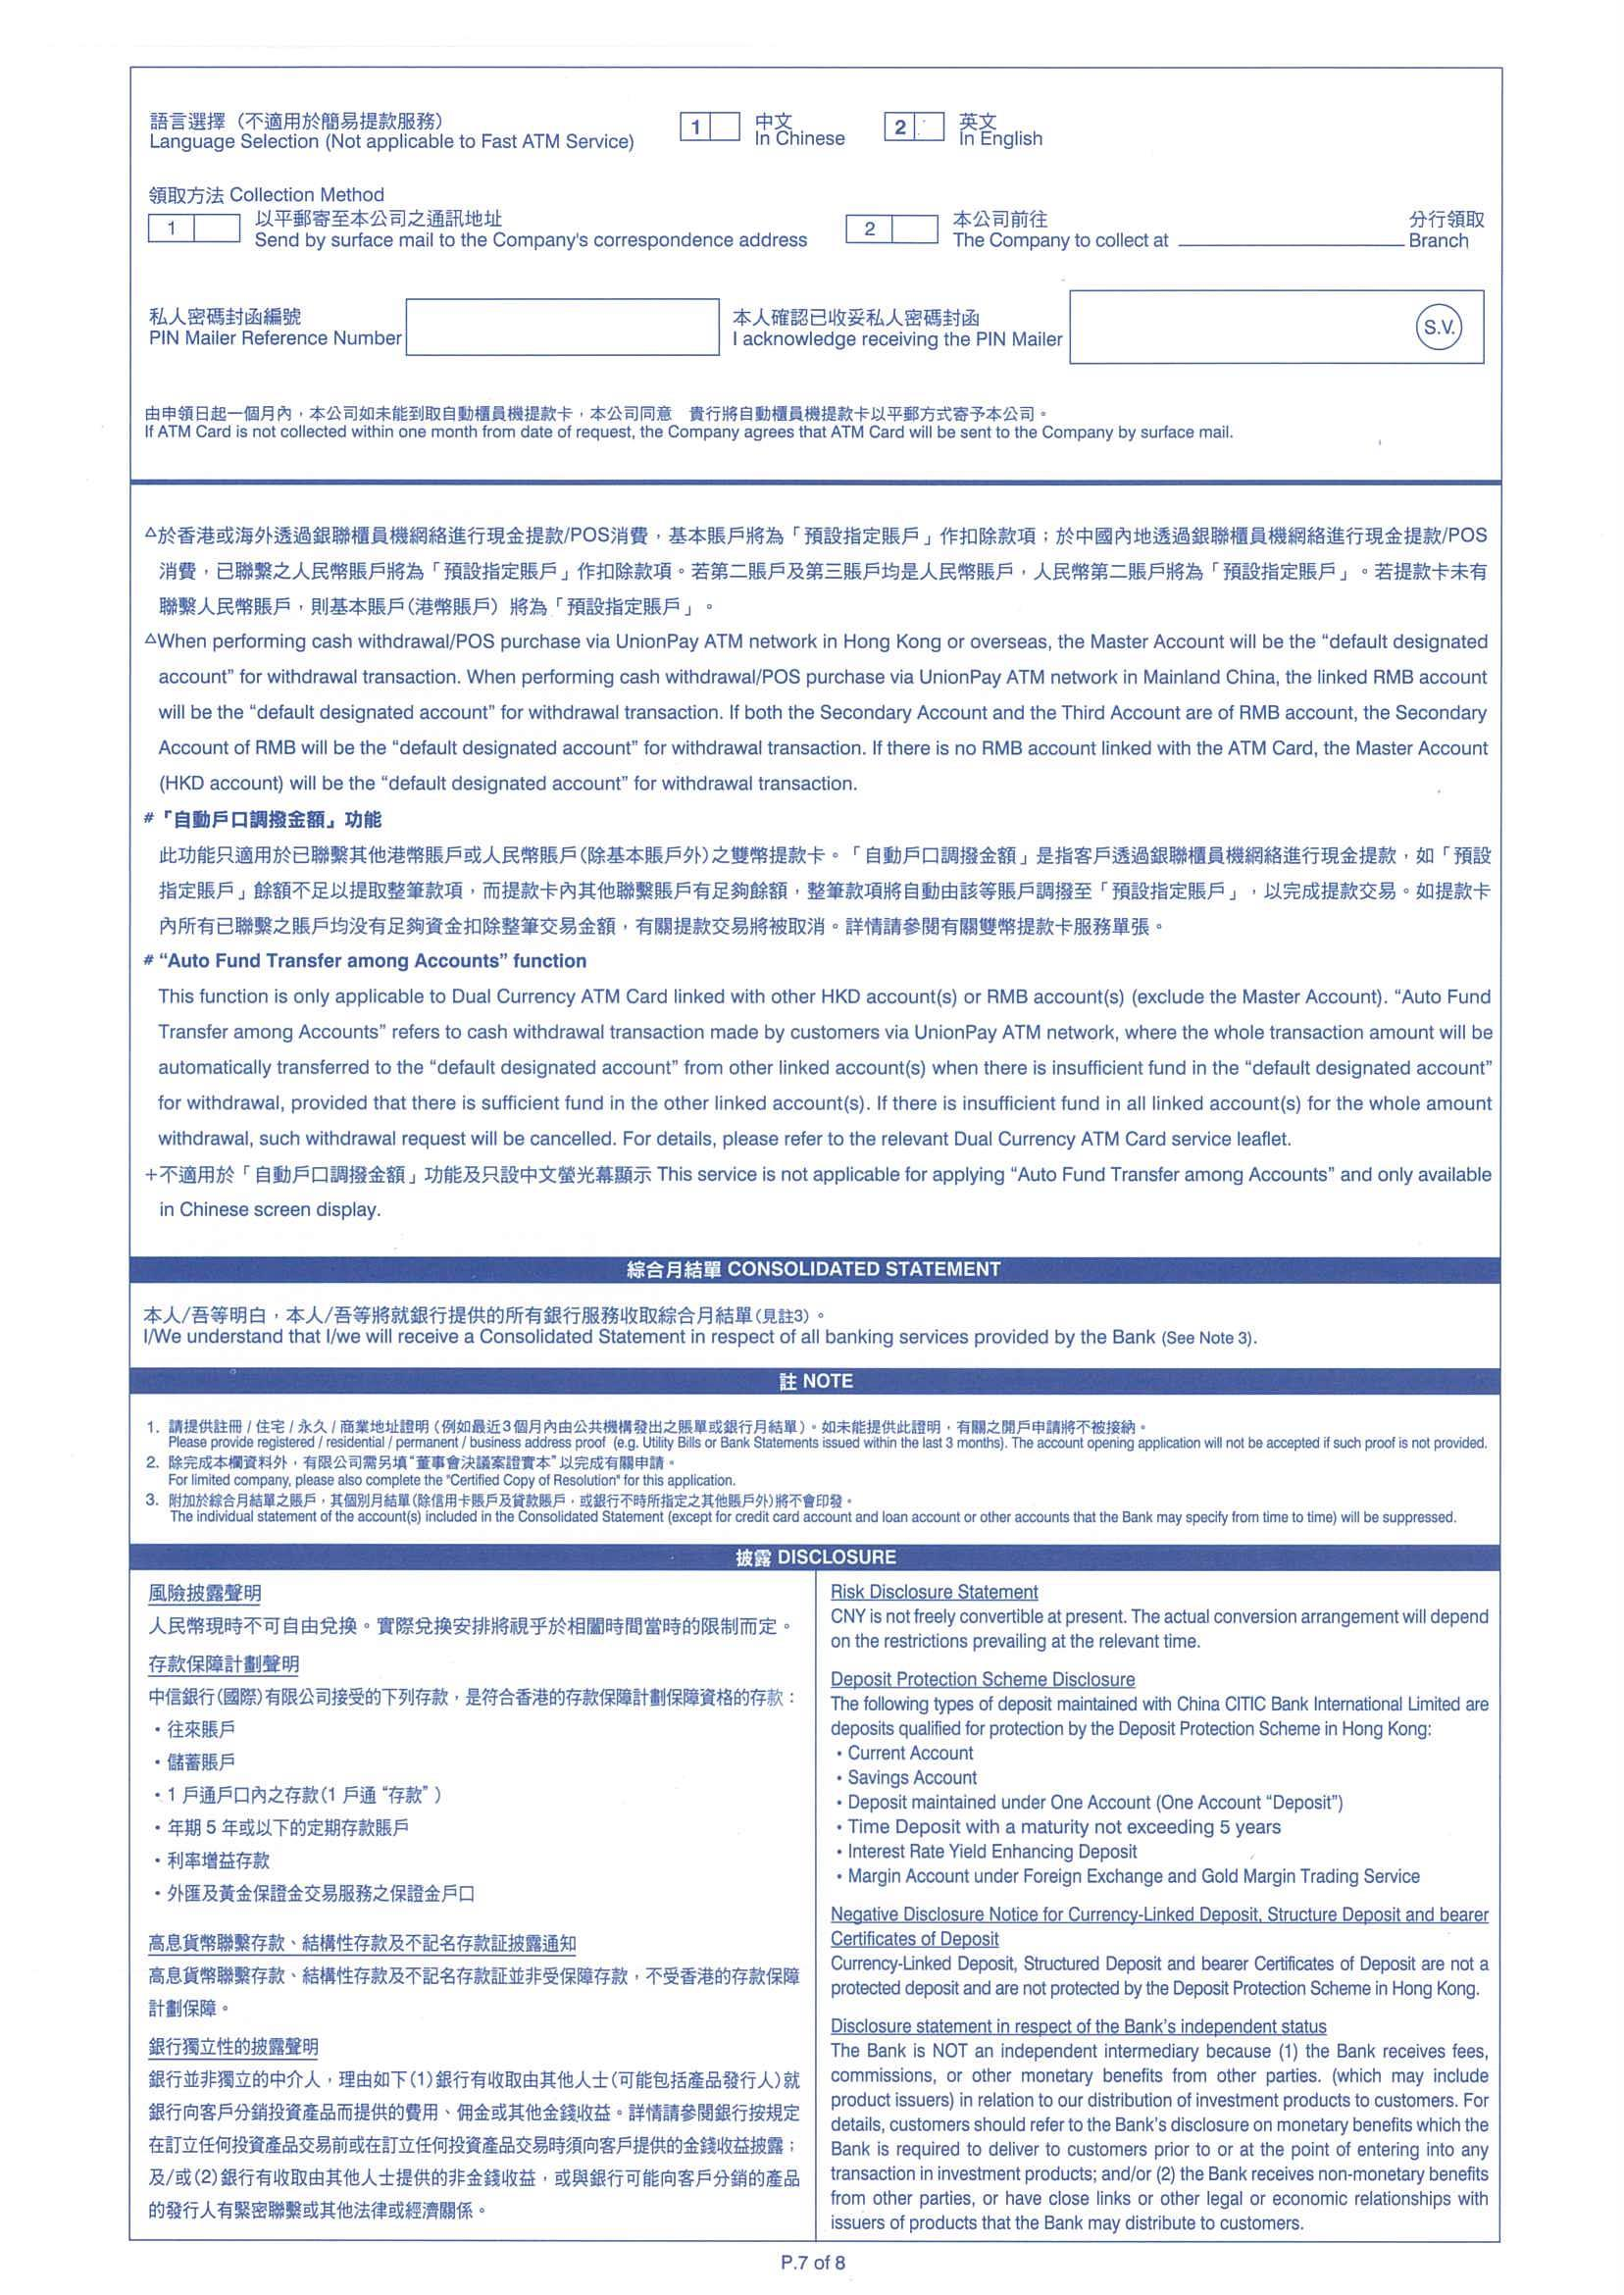 語言選擇（不適用於簡易提款服務）
Language Selection (Not applicable to Fast ATM Service)
1
中文
In Chinese
2
英文
In English
領取方法 Collection Method
1
以平郵寄至本公司之通訊地址
Send by surface mail to the Company's correspondence address
2
本公司前往
The Company to collect at
分行領取
Branch
私人密碼封函編號
PIN Mailer Reference Number
本人確認已收妥私人密碼封函
I acknowledge receiving the PIN Mailer
S.V.
由申領日起一個月內，本公司如未能到取自動櫃員機提款卡，本公司同意　貴行將自動櫃員機提款卡以平郵方式寄予本公司。
If ATM Card is not collected within one month from date of request, the Company agrees that ATM Card will be sent to the Company by surface mail.
△於香港或海外透過銀聯櫃員機網絡進行現金提款/POS消費，基本賬戶將為「預設指定賬戶」作扣除款項；於中國內地透過銀聯櫃員機網絡進行現金提款/POS
消費，已聯繫之人民幣賬戶將為「預設指定賬戶」作扣除款項。若第二賬戶及第三賬戶均是人民幣賬戶，人民幣第二賬戶將為「預設指定賬戶」。若提款卡未有
聯繫人民幣賬戶，則基本賬戶(港幣賬戶) 將為「預設指定賬戶」。
△When performing cash withdrawal/POS purchase via UnionPay ATM network in Hong Kong or overseas, the Master Account will be the “default designated
account” for withdrawal transaction. When performing cash withdrawal/POS purchase via UnionPay ATM network in Mainland China, the linked RMB account
will be the “default designated account” for withdrawal transaction. If both the Secondary Account and the Third Account are of RMB account, the Secondary
Account of RMB will be the “default designated account” for withdrawal transaction. If there is no RMB account linked with the ATM Card, the Master Account
(HKD account) will be the “default designated account” for withdrawal transaction.
#「自動戶口調撥金額」功能
此功能只適用於已聯繫其他港幣賬戶或人民幣賬戶(除基本賬戶外)之雙幣提款卡。「自動戶口調撥金額」是指客戶透過銀聯櫃員機網絡進行現金提款，如「預設
指定賬戶」餘額不足以提取整筆款項，而提款卡內其他聯繫賬戶有足夠餘額，整筆款項將自動由該等賬戶調撥至「預設指定賬戶」，以完成提款交易。如提款卡
內所有已聯繫之賬戶均沒有足夠資金扣除整筆交易金額，有關提款交易將被取消。詳情請參閱有關雙幣提款卡服務單張。
# “Auto Fund Transfer among Accounts” function
This function is only applicable to Dual Currency ATM Card linked with other HKD account(s) or RMB account(s) (exclude the Master Account). “Auto Fund
Transfer among Accounts” refers to cash withdrawal transaction made by customers via UnionPay ATM network, where the whole transaction amount will be
automatically transferred to the “default designated account” from other linked account(s) when there is insufficient fund in the “default designated account”
for withdrawal, provided that there is sufficient fund in the other linked account(s). If there is insufficient fund in all linked account(s) for the whole amount
withdrawal, such withdrawal request will be cancelled. For details, please refer to the relevant Dual Currency ATM Card service leaflet.
+不適用於「自動戶口調撥金額」功能及只設中文螢光幕顯示 This service is not applicable for applying “Auto Fund Transfer among Accounts” and only available
in Chinese screen display.
綜合月結單 CONSOLIDATED STATEMENT
本人/吾等明白，本人/吾等將就銀行提供的所有銀行服務收取綜合月結單(見註3)。
I/We understand that I/we will receive a Consolidated Statement in respect of all banking services provided by the Bank (See Note 3).
註 NOTE
1. 請提供註冊 / 住宅 / 永久 / 商業地址證明 (例如最近3個月內由公共機構發出之賬單或銀行月結單)。如未能提供此證明，有關之開戶申請將不被接納。
Please provide registered / residential / permanent / business address proof (e.g. Utility Bills or Bank Statements issued within the last 3 months). The account opening application will not be accepted if such proof is not provided.
2. 除完成本欄資料外，有限公司需另填"董事會決議案證實本"以完成有關申請。
For limited company, please also complete the "Certified Copy of Resolution" for this application.
3. 附加於綜合月結單之賬戶，其個別月結單(除信用卡賬戶及貸款賬戶，或銀行不時所指定之其他賬戶外)將不會印發。
The individual statement of the account(s) included in the Consolidated Statement (except for credit card account and loan account or other accounts that the Bank may specify from time to time) will be suppressed.
披露 DISCLOSURE
風險披露聲明
人民幣現時不可自由兌換。實際兌換安排將視乎於相關時間當時的限制而定。
存款保障計劃聲明
中信銀行(國際)有限公司接受的下列存款，是符合香港的存款保障計劃保障資格的存款：
• 往來賬戶
• 儲蓄賬戶
• 1 戶通戶口內之存款(1 戶通 “存款” )
• 年期 5 年或以下的定期存款賬戶
• 利率增益存款
• 外匯及黃金保證金交易服務之保證金戶口
高息貨幣聯繫存款、結構性存款及不記名存款証披露通知
高息貨幣聯繫存款、結構性存款及不記名存款証並非受保障存款，不受香港的存款保障
計劃保障。
銀行獨立性的披露聲明
銀行並非獨立的中介人，理由如下(1)銀行有收取由其他人士(可能包括產品發行人)就
銀行向客戶分銷投資產品而提供的費用、佣金或其他金錢收益。詳情請參閱銀行按規定
在訂立任何投資產品交易前或在訂立任何投資產品交易時須向客戶提供的金錢收益披露；
及/或(2)銀行有收取由其他人士提供的非金錢收益，或與銀行可能向客戶分銷的產品
的發行人有緊密聯繫或其他法律或經濟關係。
Risk Disclosure Statement
CNY is not freely convertible at present. The actual conversion arrangement will depend
on the restrictions prevailing at the relevant time.
Deposit Protection Scheme Disclosure
The following types of deposit maintained with China CITIC Bank International Limited are
deposits qualified for protection by the Deposit Protection Scheme in Hong Kong:
• Current Account
• Savings Account
• Deposit maintained under One Account (One Account “Deposit”)
• Time Deposit with a maturity not exceeding 5 years
• Interest Rate Yield Enhancing Deposit
• Margin Account under Foreign Exchange and Gold Margin Trading Service
Negative Disclosure Notice for Currency-Linked Deposit, Structure Deposit and bearer
Certificates of Deposit
Currency-Linked Deposit, Structured Deposit and bearer Certificates of Deposit are not a
protected deposit and are not protected by the Deposit Protection Scheme in Hong Kong.
Disclosure statement in respect of the Bank’s independent status
The Bank is NOT an independent intermediary because (1) the Bank receives fees,
commissions, or other monetary benefits from other parties. (which may include
product issuers) in relation to our distribution of investment products to customers. For
details, customers should refer to the Bank’s disclosure on monetary benefits which the
Bank is required to deliver to customers prior to or at the point of entering into any
transaction in investment products; and/or (2) the Bank receives non-monetary benefits
from other parties, or have close links or other legal or economic relationships with
issuers of products that the Bank may distribute to customers.
P.7 of 8